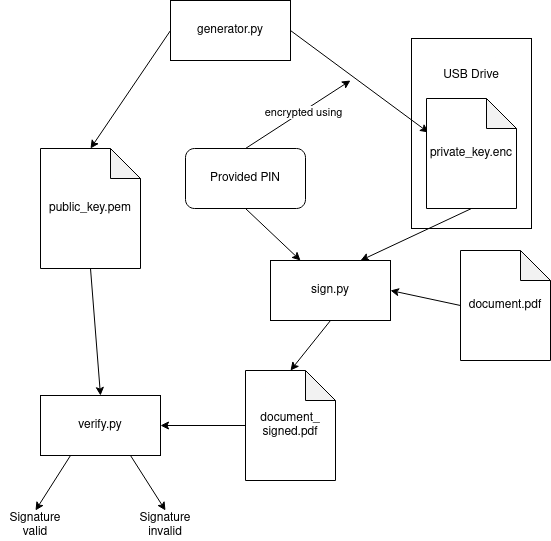 generator.py
USB Drive
encrypted using
private_key.enc
Provided PIN
public_key.pem
sign.py
document.pdf
document_
signed.pdf
verify.py
Signature
valid
Signature
invalid